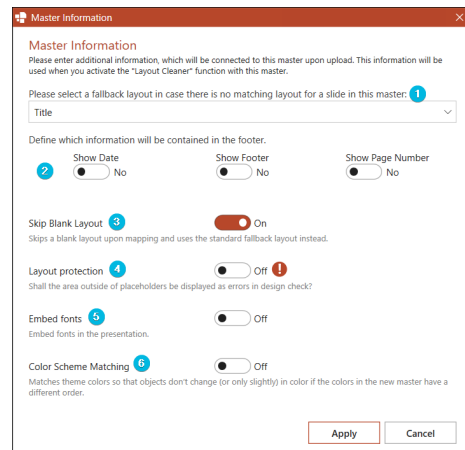 Master Information
Master Information
Please enter additional information, which will be connected to this master upon upload. This information will be
used when you activate the "Layout Cleaner" function with this master.
Please select a fallback layout in case there is no matching layout for a slide in this master: 1
Title
Define which information will be contained in the footer.
Show Date Show Footer Show Page Number
2 No No No
Skip Blank Layout 3 On
Skips a blank layout upon mapping and uses the standard fallback layout instead.
Layout protection 4 Off !
Shall the area outside of placeholders be displayed as errors in design check?
Embed fonts 5 Off
Embed fonts in the presentation.
Color Scheme Matching 6 Off
Matches theme colors so that objects don't change (or only slightly) in color if the colors in the new master have a
different order.
Apply Cancel